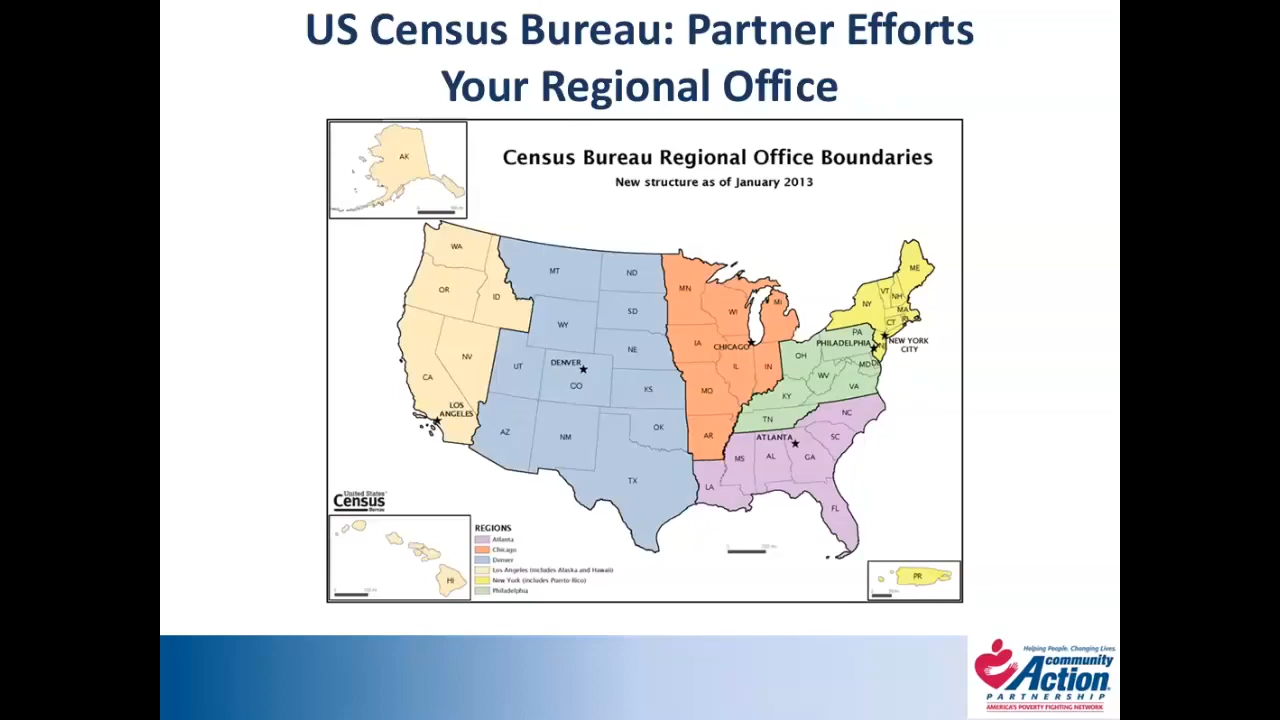 US Census Bureau: Partner Efforts
Your Regional Office
AK
Census Bureau Regional Office Boundaries
New structure as of January 2013
WA
MT
ND
MN
ME
OR
ID
WI
MI
VT
NH
NY
MA
SD
WY
CT
RI
IA
CHICAGO
PA
PHILADELPHIA
NJ
NEW YORK
CITY
NE
OH
NV
UT
DENVER
CO
IL
IN
MD
DE
WV
VA
CA
KS
MO
KY
LOS
ANGELES
TN
NC
AZ
NM
OK
AR
ATLANTA
SC
MS
AL
GA
TX
LA
FL
United States
Census
Bureau
HI
REGIONS
Atlanta
Chicago
Denver
Los Angeles (includes Alaska and Hawaii)
New York (includes Puerto Rico)
Philadelphia
PR
Helping People. Changing Lives.
community
Action
PARTNERSHIP
AMERICA'S POVERTY FIGHTING NETWORK